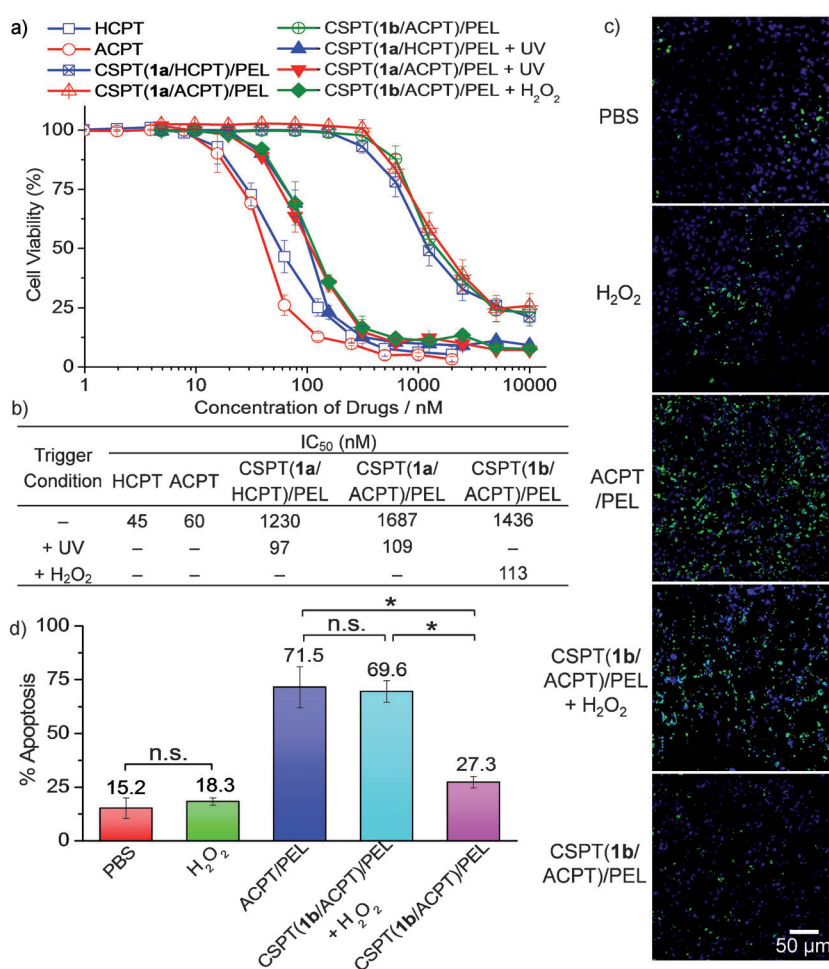 a)
HCPT
ACPT
CSPT(1a/HCPT)/PEL
CSPT(1a/ACPT)/PEL
CSPT(1b/ACPT)/PEL
CSPT(1a/HCPT)/PEL + UV
CSPT(1a/ACPT)/PEL + UV
CSPT(1b/ACPT)/PEL + H₂O₂
Cell Viability (%)
100
75
50
25
0
1
10
100
1000
10000
Concentration of Drugs / nM
b)
Trigger Condition
IC₅₀ (nM)
HCPT ACPT CSPT(1a/HCPT)/PEL CSPT(1a/ACPT)/PEL CSPT(1b/ACPT)/PEL
– 45 60 1230 1687 1436
+ UV – – 97 109 –
+ H₂O₂ – – – – 113
d)
% Apoptosis
100
75
50
25
0
n.s.
n.s.
*
*
15.2
18.3
71.5
69.6
27.3
PBS
H₂O₂
ACPT/PEL
CSPT(1b/ACPT)/PEL
+ H₂O₂
CSPT(1b/ACPT)/PEL
c)
PBS
H₂O₂
ACPT
/PEL
CSPT(1b/
ACPT)/PEL
+ H₂O₂
CSPT(1b/
ACPT)/PEL
50 µm